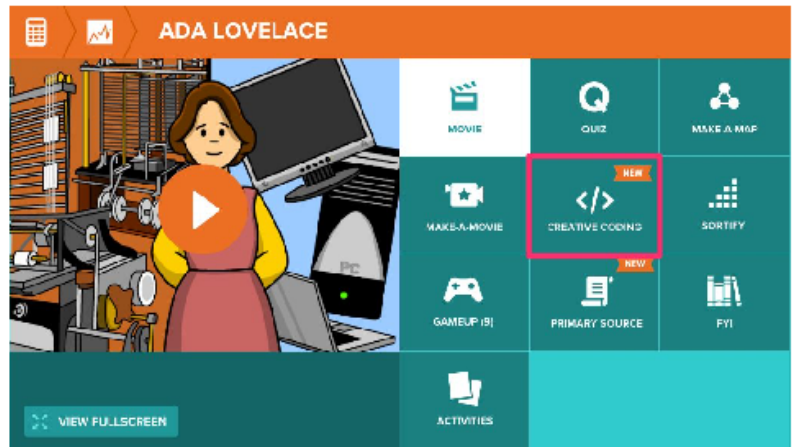 ADA LOVELACE
MOVIE
QUIZ
MAKE-A-MAP
MAKE-A-MOVIE
NEW
</>
CREATIVE CODING
SORTIFY
GAMEUP (9)
NEW
PRIMARY SOURCE
FYI
PC
VIEW FULLSCREEN
ACTIVITIES